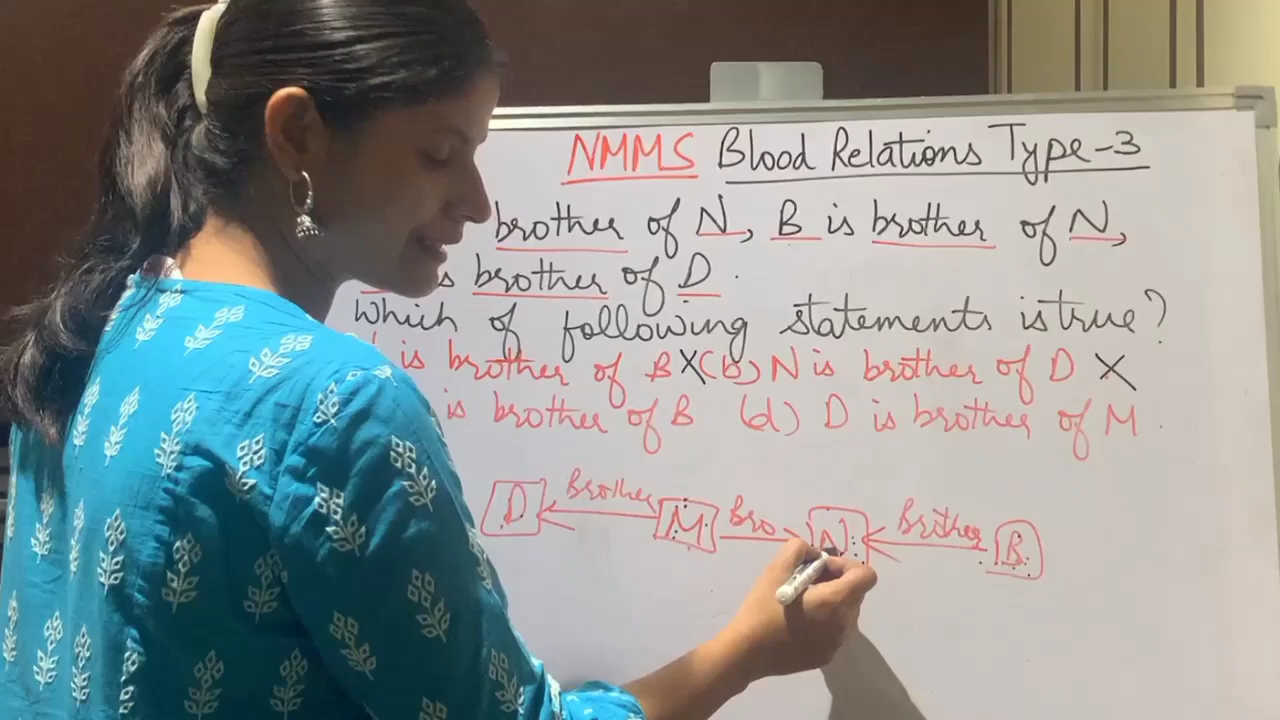 NMMS Blood Relations Type-3
brother of N, B is brother of N,
s brother of D.
Which of following statements is true?
is brother of B X (b) N is brother of D X
is brother of B (d) D is brother of M.
D Brother M Bro N Brother B